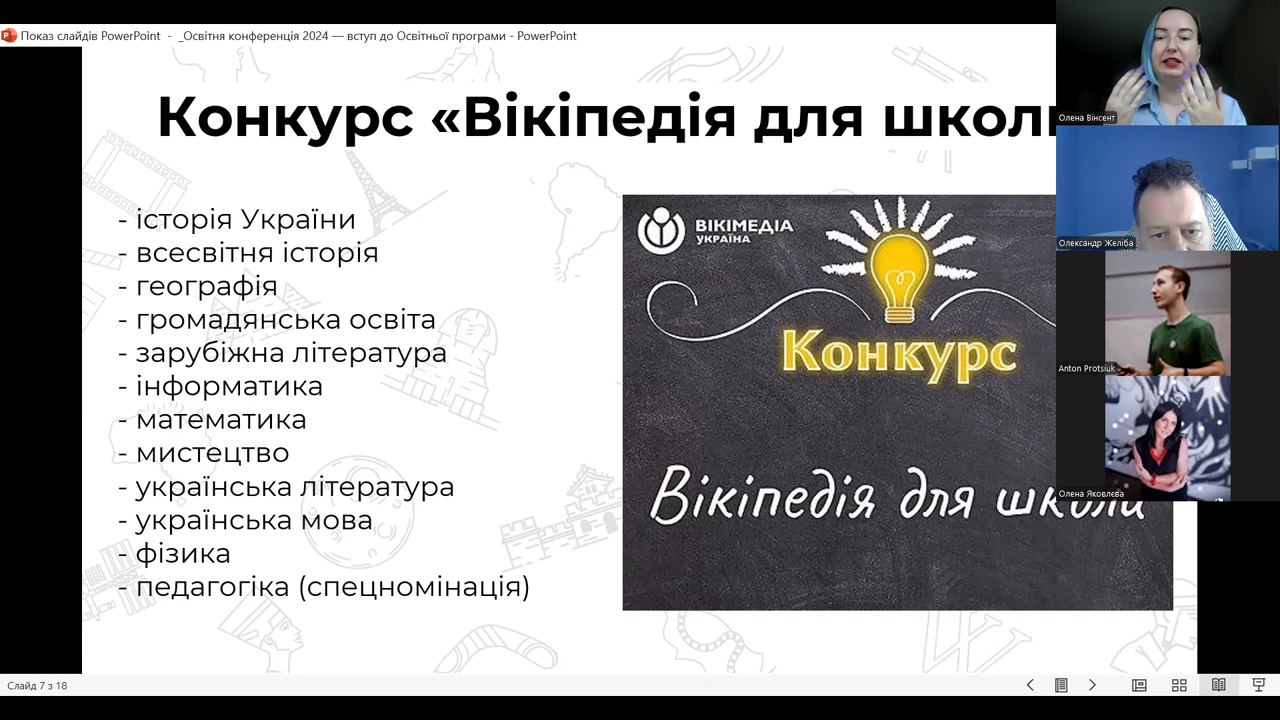 Показ слайдів PowerPoint - _Освітня конференція 2024 — вступ до Освітньої програми - PowerPoint
Конкурс «Вікіпедія для школи
- історія України
- всесвітня історія
- географія
- громадянська освіта
- зарубіжна література
- інформатика
- математика
- мистецтво
- українська література
- українська мова
- фізика
- педагогіка (спецномінація)
ВІКІМЕДІА
УКРАЇНА
Конкурс
Вікіпедія для школи
Олена Вінсент
Олександр Желіба
Anton Protsiuk
Олена Яковлєва
Слайд 7 з 18